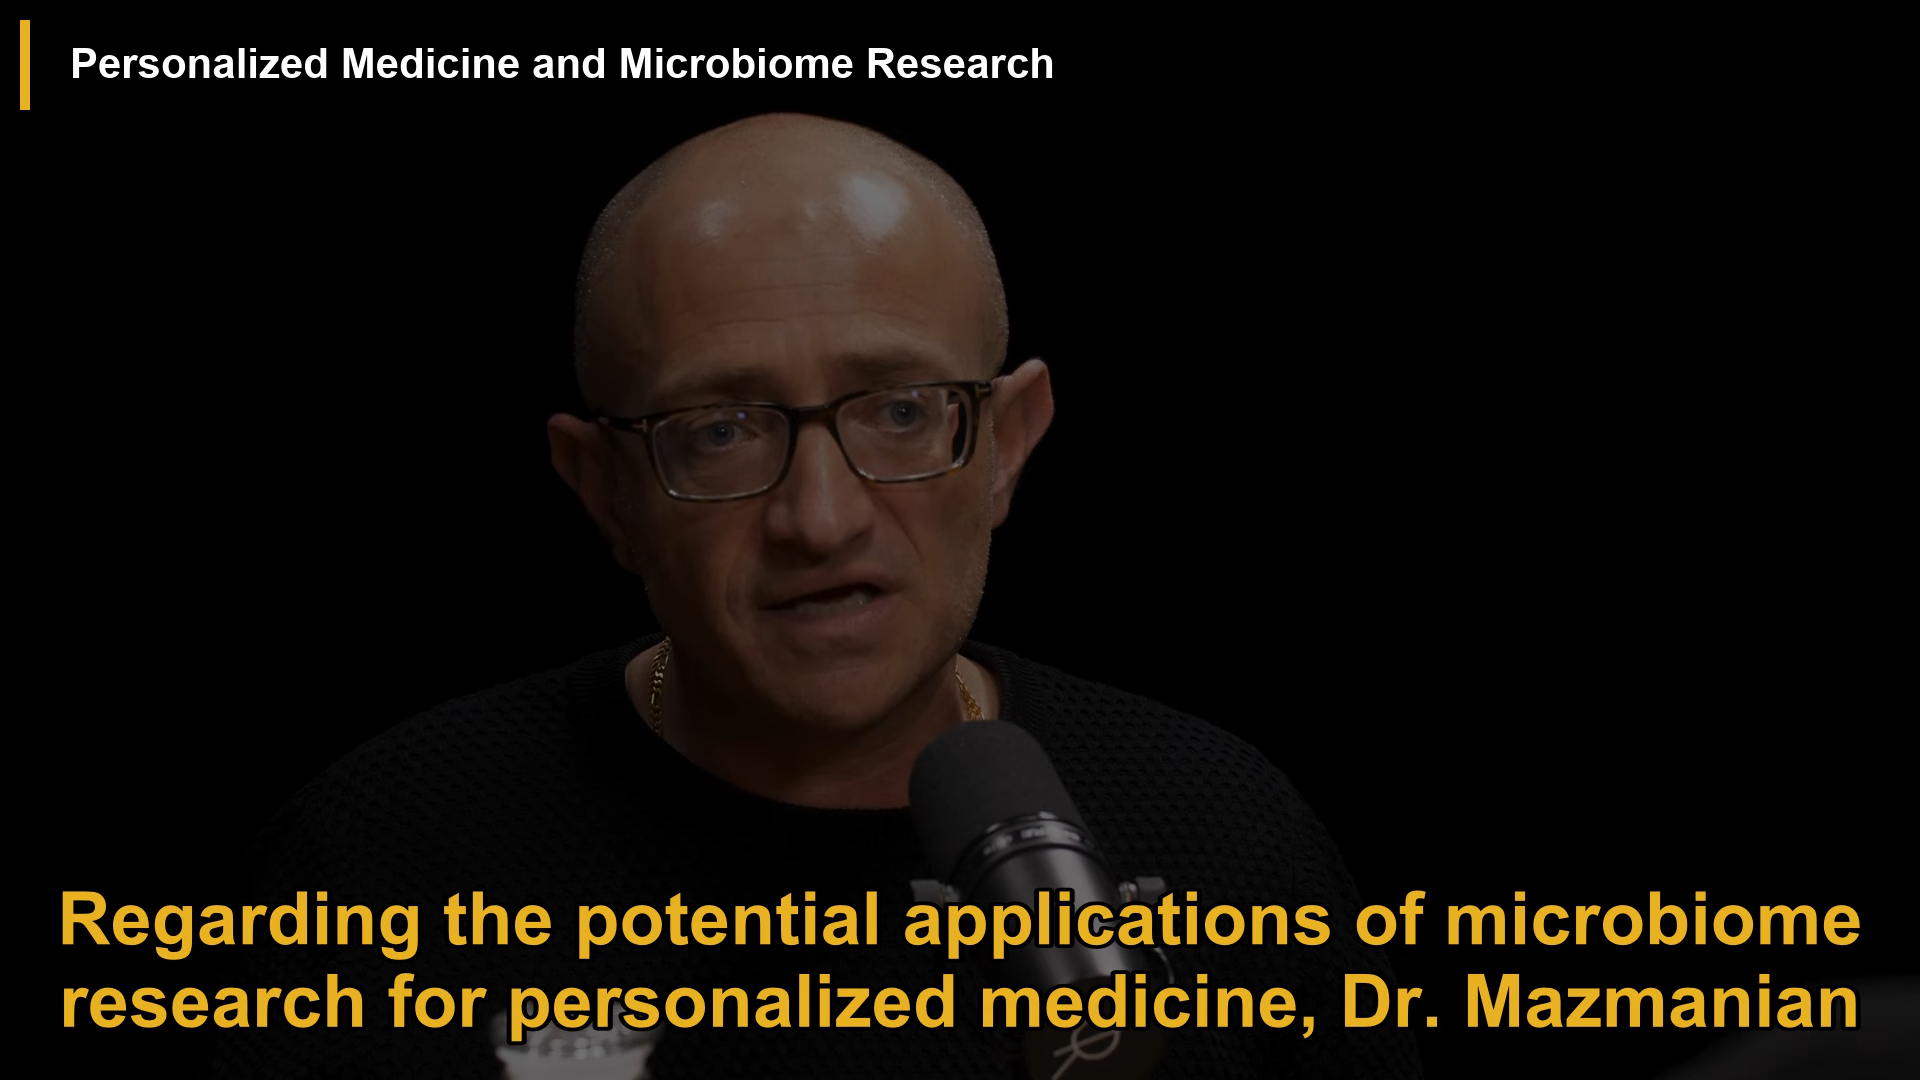 Personalized Medicine and Microbiome Research
Regarding the potential applications of microbiome
research for personalized medicine, Dr. Mazmanian